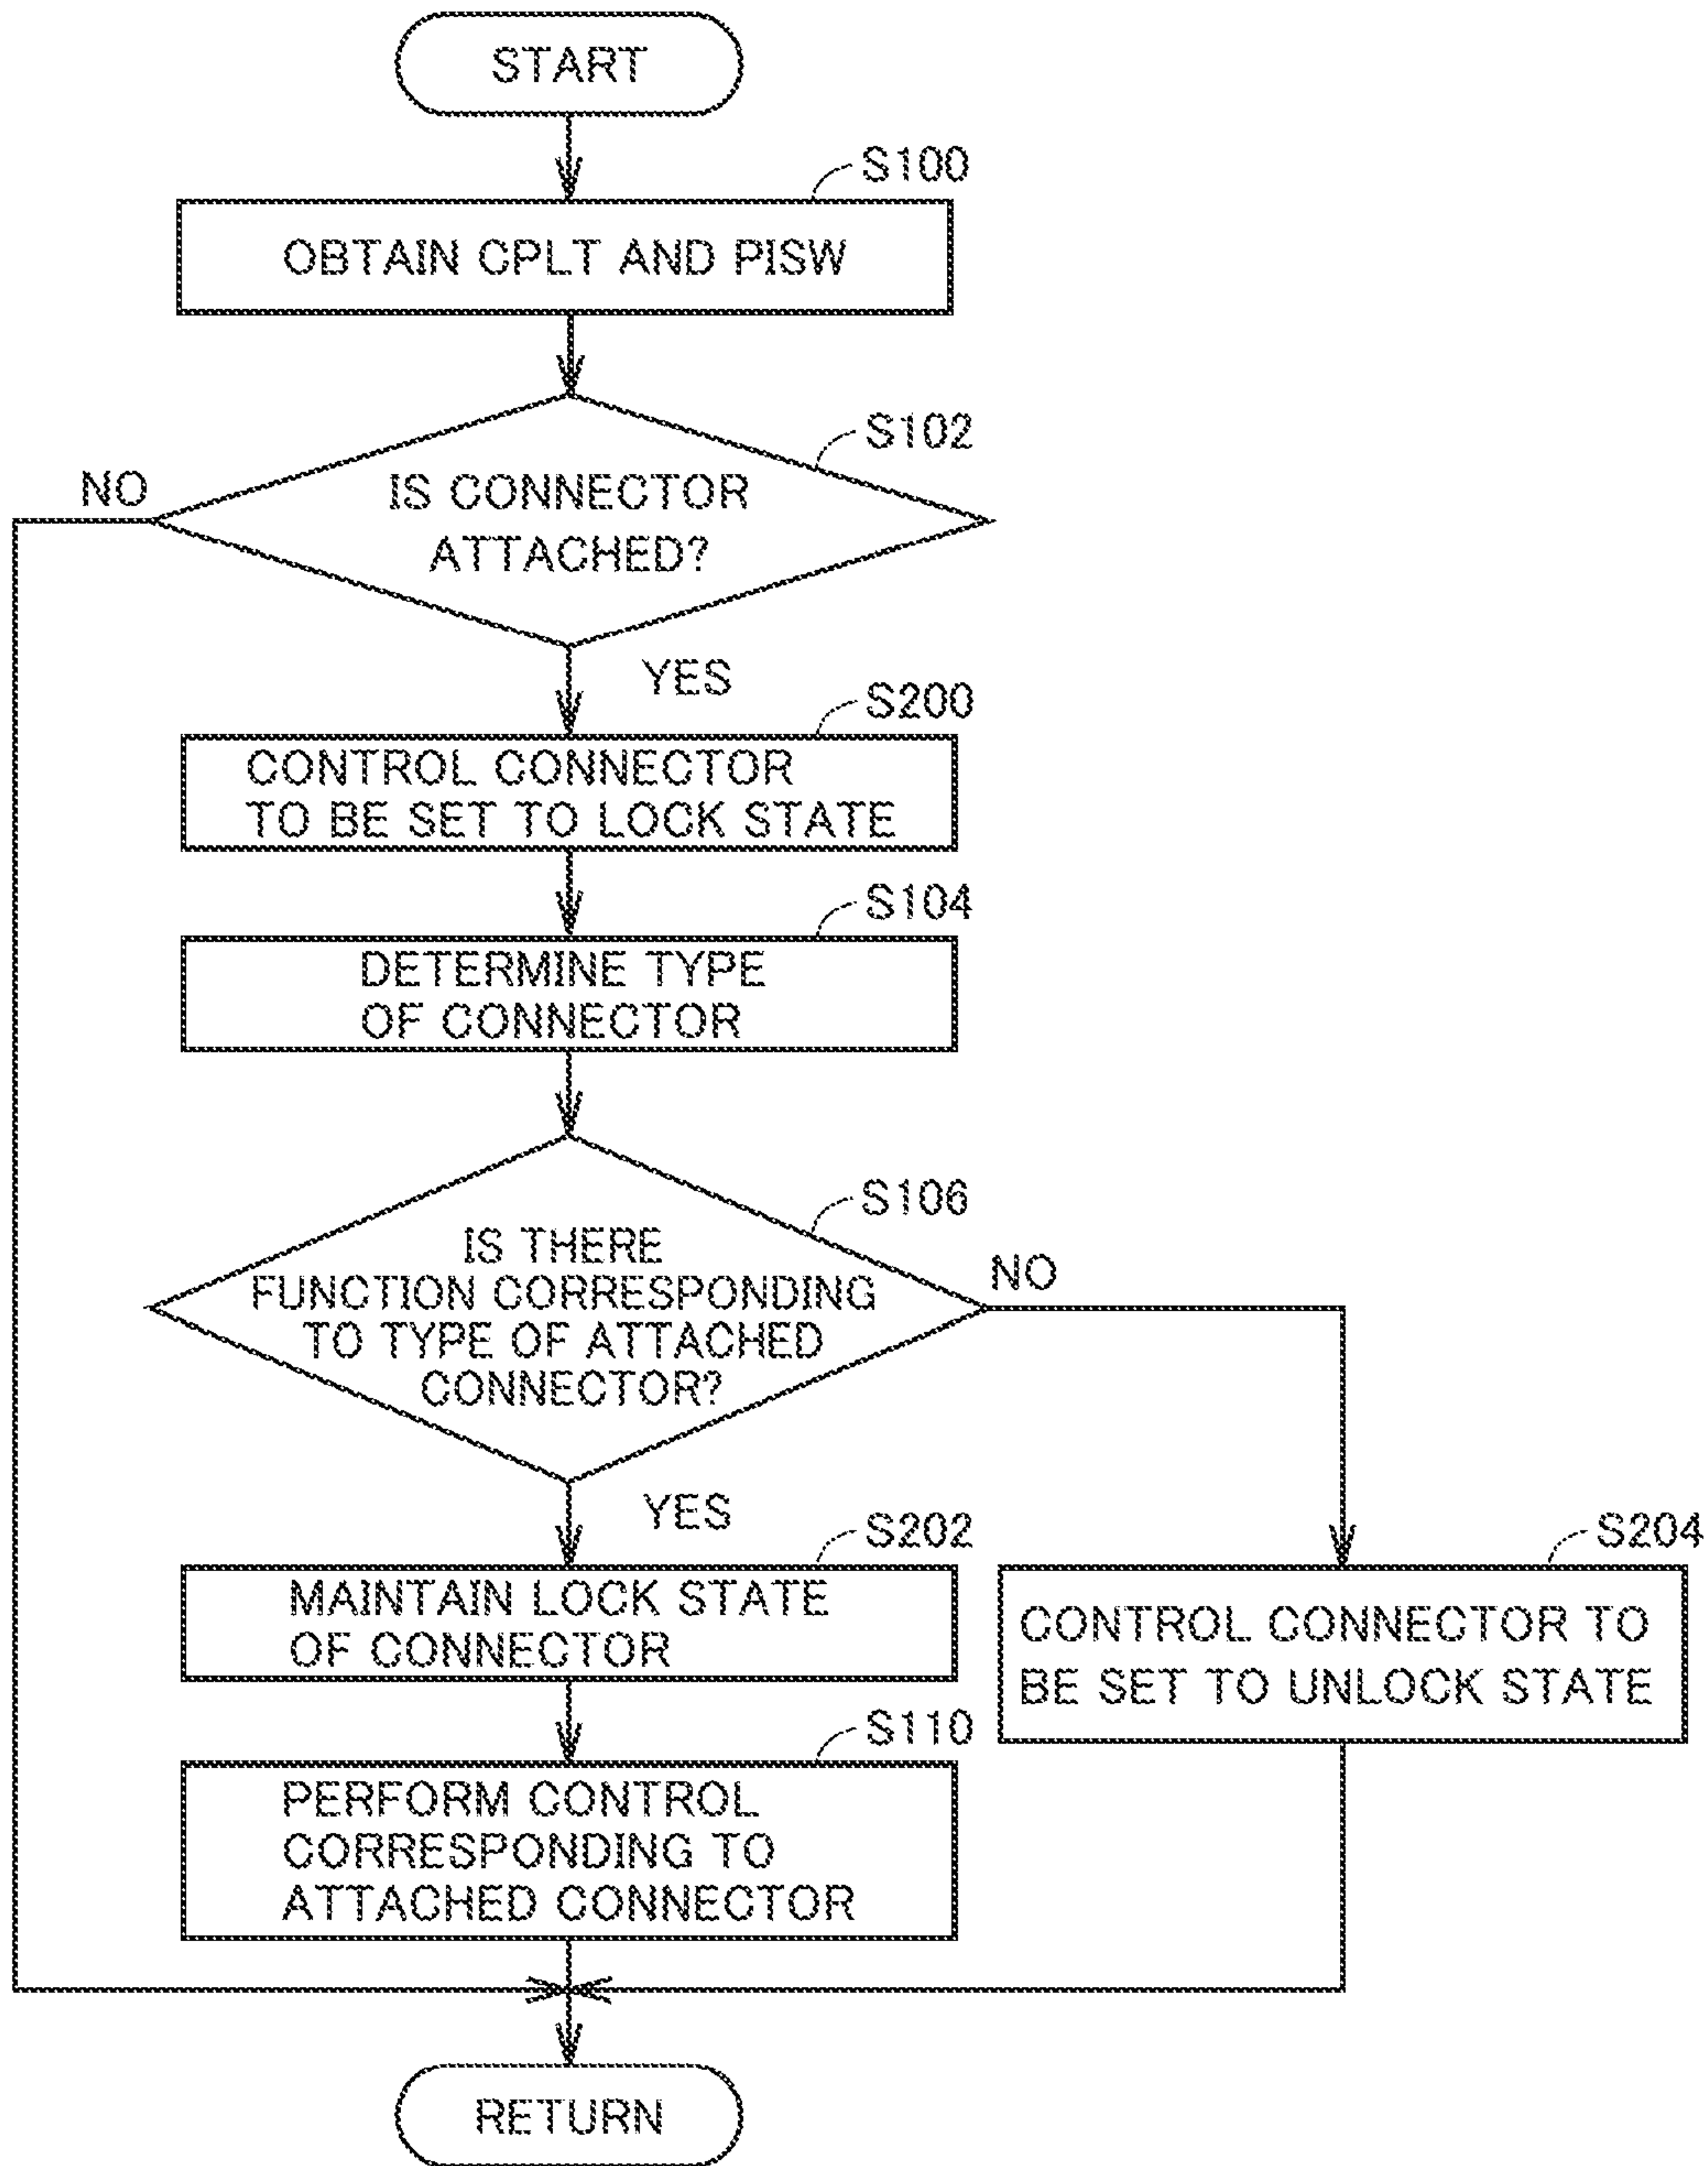 START
S100
OBTAIN CPLT AND PISW
S102
NO
IS CONNECTOR
ATTACHED?
YES
S200
CONTROL CONNECTOR
TO BE SET TO LOCK STATE
S104
DETERMINE TYPE
OF CONNECTOR
S106
IS THERE
FUNCTION CORRESPONDING
TO TYPE OF ATTACHED
CONNECTOR?
NO
YES
S202
MAINTAIN LOCK STATE
OF CONNECTOR
S204
CONTROL CONNECTOR TO
BE SET TO UNLOCK STATE
S110
PERFORM CONTROL
CORRESPONDING TO
ATTACHED CONNECTOR
RETURN